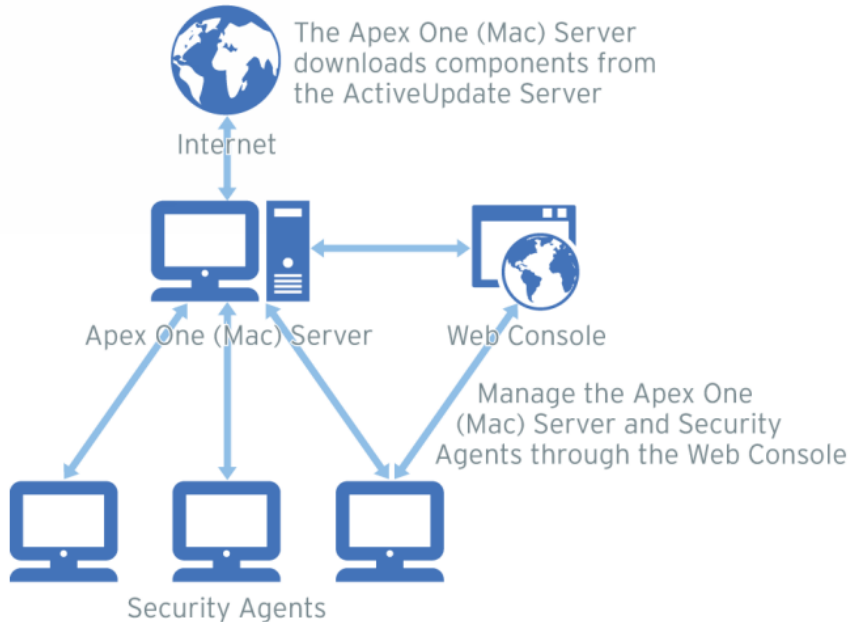 The Apex One (Mac) Server
downloads components from
the ActiveUpdate Server
Internet
Apex One (Mac) Server
Web Console
Manage the Apex One
(Mac) Server and Security
Agents through the Web Console
Security Agents